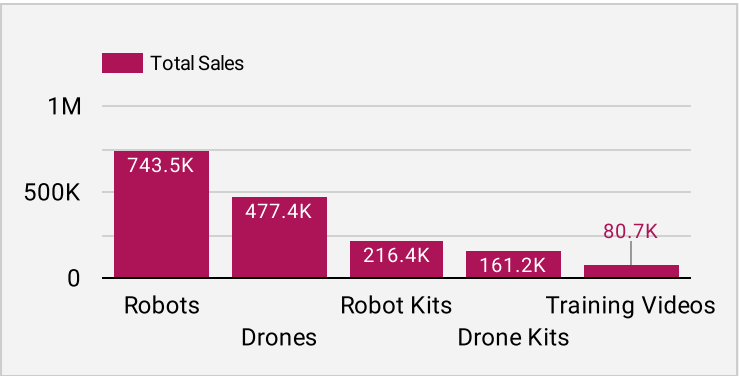 Total Sales
1M
500K
0
743.5K
477.4K
216.4K
161.2K
80.7K
Robots
Drones
Robot Kits
Drone Kits
Training Videos